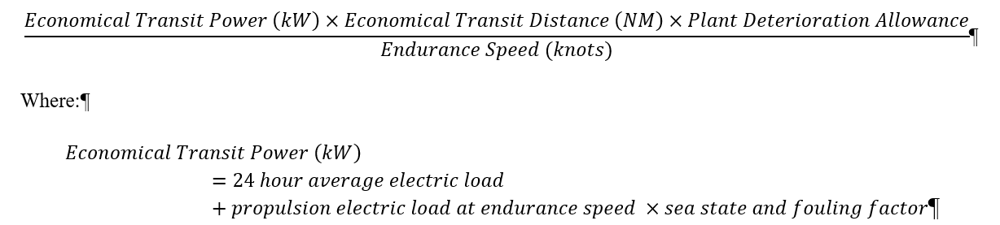 Economical Transit Power (kW) × Economical Transit Distance (NM) × Plant Deterioration Allowance
Endurance Speed (knots) ¶
Where:¶
Economical Transit Power (kW)
= 24 hour average electric load
+ propulsion electric load at endurance speed × sea state and fouling factor¶